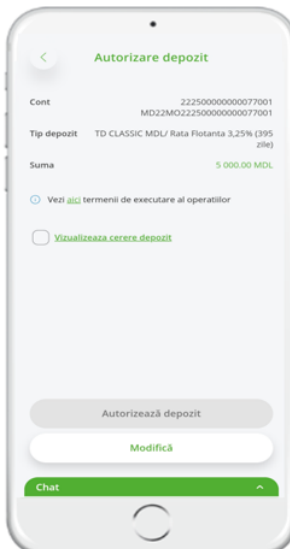 Autorizare depozit
Cont 222500000000077001
MD22MO222500000000077001
Tip depozit TD CLASSIC MDL/ Rata Flotanta 3,25% (395
zile)
Suma 5 000.00 MDL
Vezi aici termenii de executare al operatiilor
Vizualizeaza cerere depozit
Autorizează depozit
Modifică
Chat